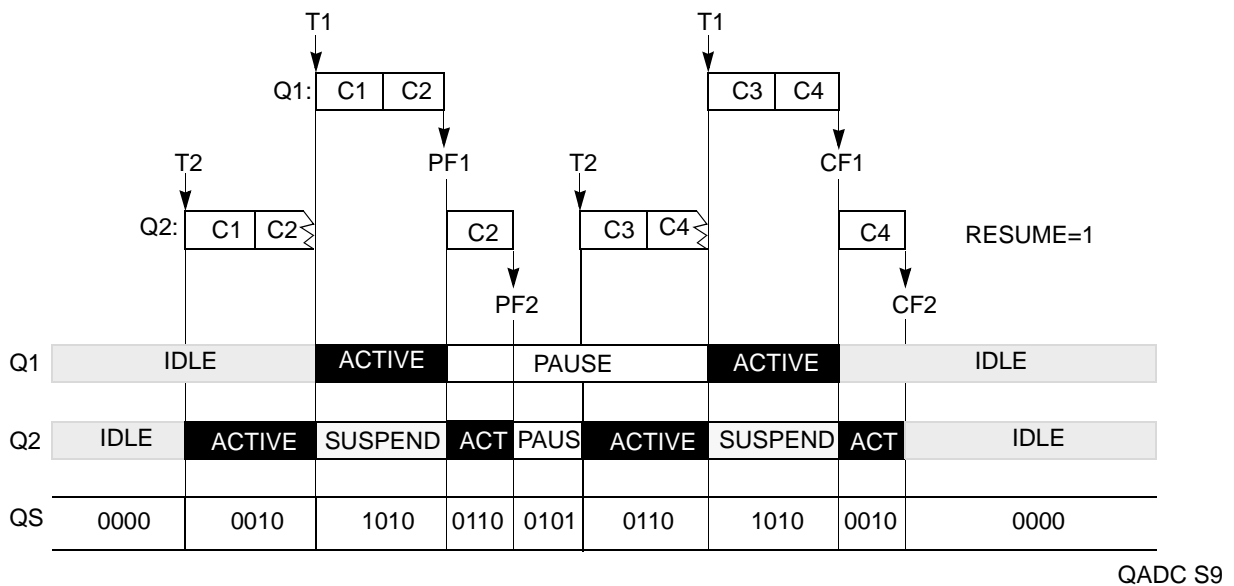 T1 T1
Q1: C1 C2 C3 C4
T2 PF1 T2 CF1
Q2: C1 C2 C2 C3 C4 C4 RESUME=1
PF2 CF2
Q1 IDLE ACTIVE PAUSE ACTIVE IDLE
Q2 IDLE ACTIVE SUSPEND ACT PAUS ACTIVE SUSPEND ACT IDLE
QS 0000 0010 1010 0110 0101 0110 1010 0010 0000
QADC S9